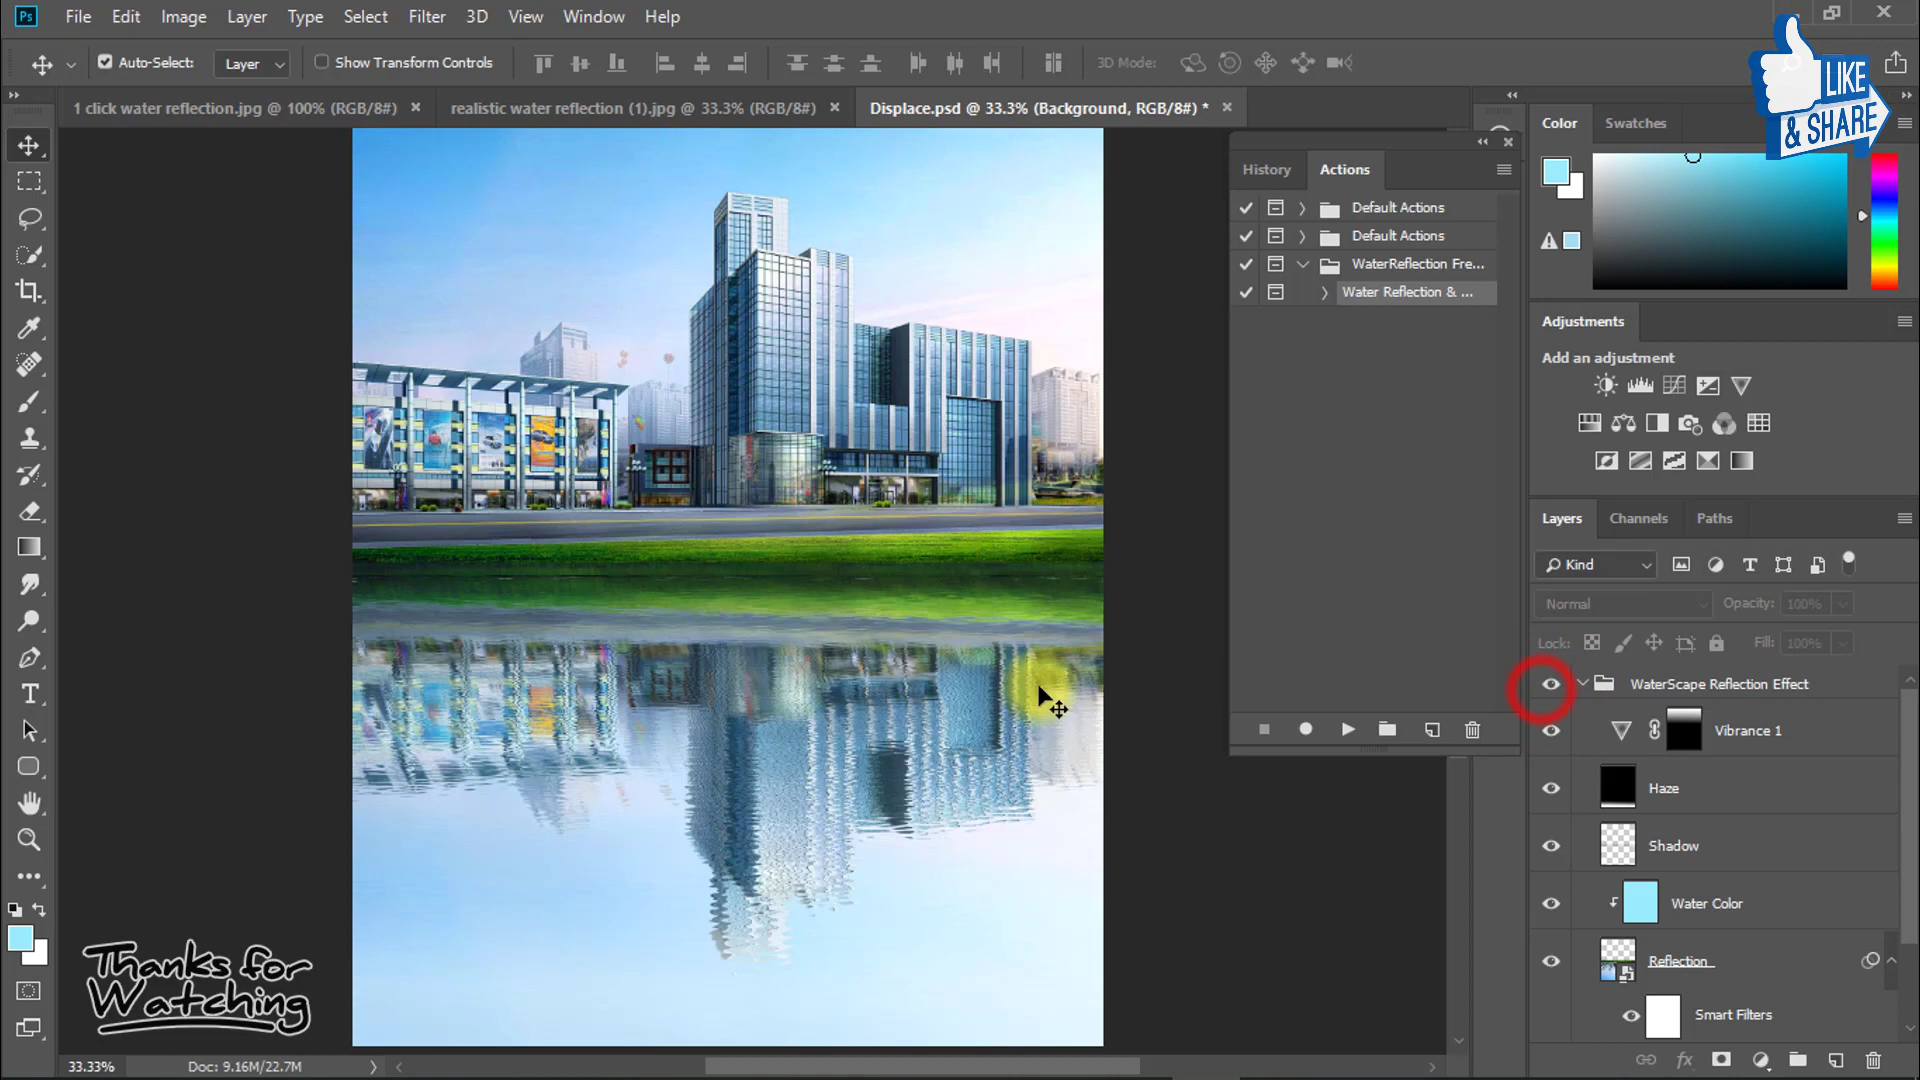 Ps File Edit Image Layer Type Select Filter 3D View Window Help
LIKE
& SHARE
Auto-Select: Layer Show Transform Controls 3D Mode:
1 click water reflection.jpg @ 100% (RGB/8#)
realistic water reflection (1).jpg @ 33.3% (RGB/8#)
Displace.psd @ 33.3% (Background, RGB/8#) *
History Actions
Default Actions
Default Actions
WaterReflection Fre...
Water Reflection & ...
Color Swatches
Adjustments
Add an adjustment
Layers Channels Paths
Kind
Normal Opacity: 100%
Lock: Fill: 100%
WaterScape Reflection Effect
Vibrance 1
Haze
Shadow
Water Color
Reflection
Smart Filters
Thanks for
Watching
33.33% Doc: 9.16M/22.7M